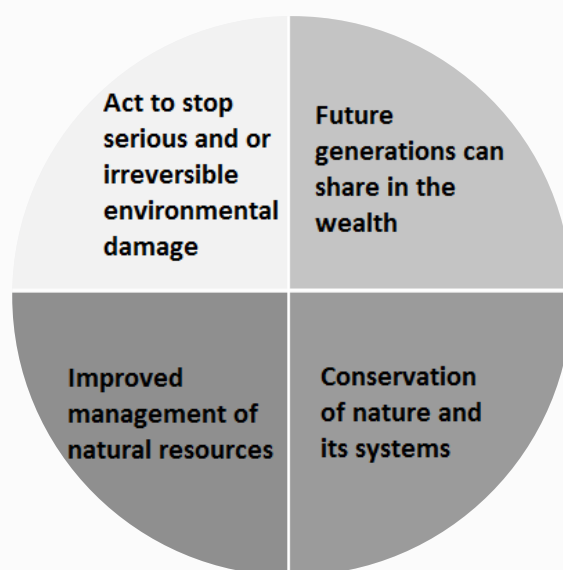 Act to stop
serious and or
irreversible
environmental
damage
Future
generations can
share in the
wealth
Improved
management of
natural resources
Conservation
of nature and
its systems